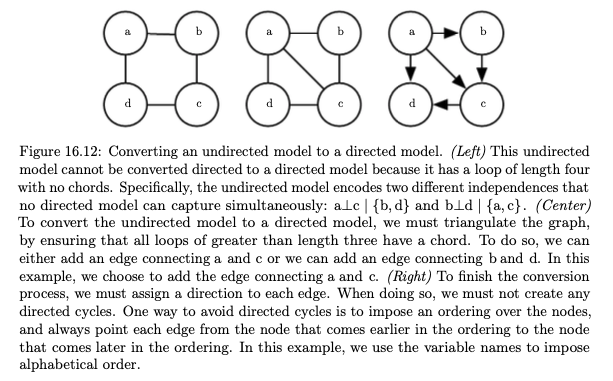 a b a b a b
d c d c d c
Figure 16.12: Converting an undirected model to a directed model. (Left) This undirected
model cannot be converted directed to a directed model because it has a loop of length four
with no chords. Specifically, the undirected model encodes two different independences that
no directed model can capture simultaneously: a⊥c | {b, d} and b⊥d | {a, c}. (Center)
To convert the undirected model to a directed model, we must triangulate the graph,
by ensuring that all loops of greater than length three have a chord. To do so, we can
either add an edge connecting a and c or we can add an edge connecting b and d. In this
example, we choose to add the edge connecting a and c. (Right) To finish the conversion
process, we must assign a direction to each edge. When doing so, we must not create any
directed cycles. One way to avoid directed cycles is to impose an ordering over the nodes,
and always point each edge from the node that comes earlier in the ordering to the node
that comes later in the ordering. In this example, we use the variable names to impose
alphabetical order.